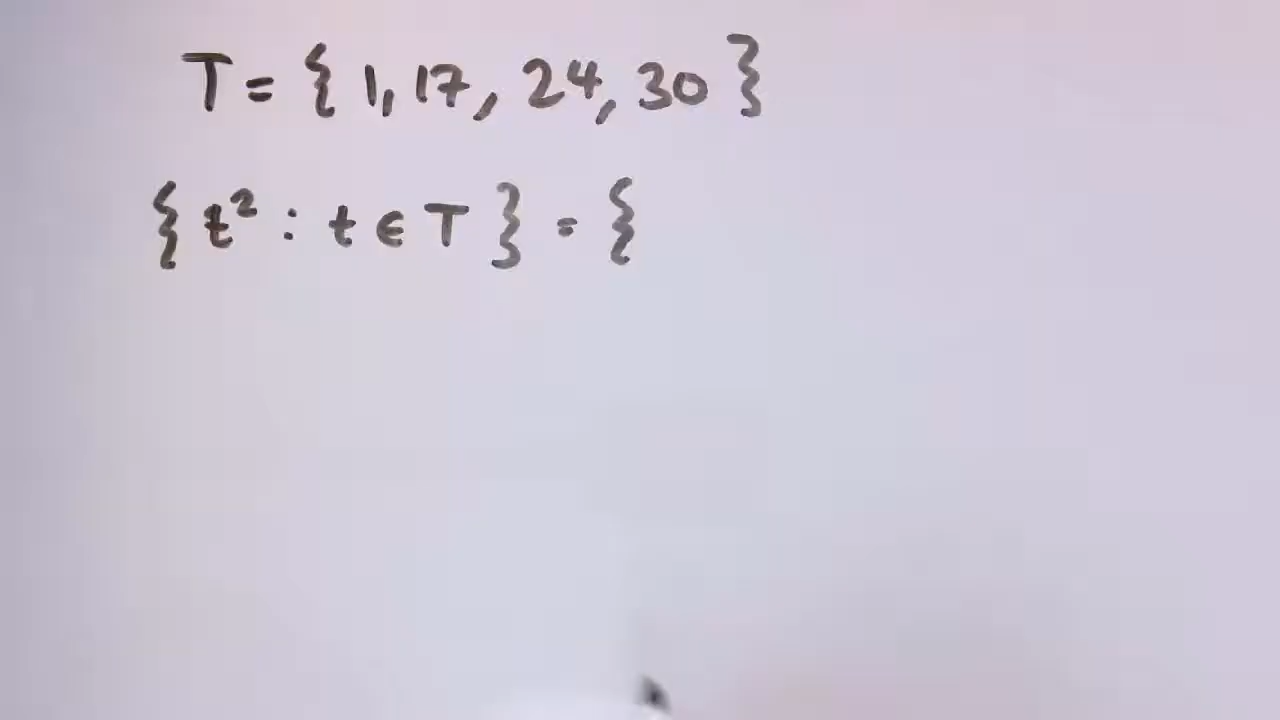 T = { 1, 17, 24, 30 }
{ t² : t ∈ T } = {